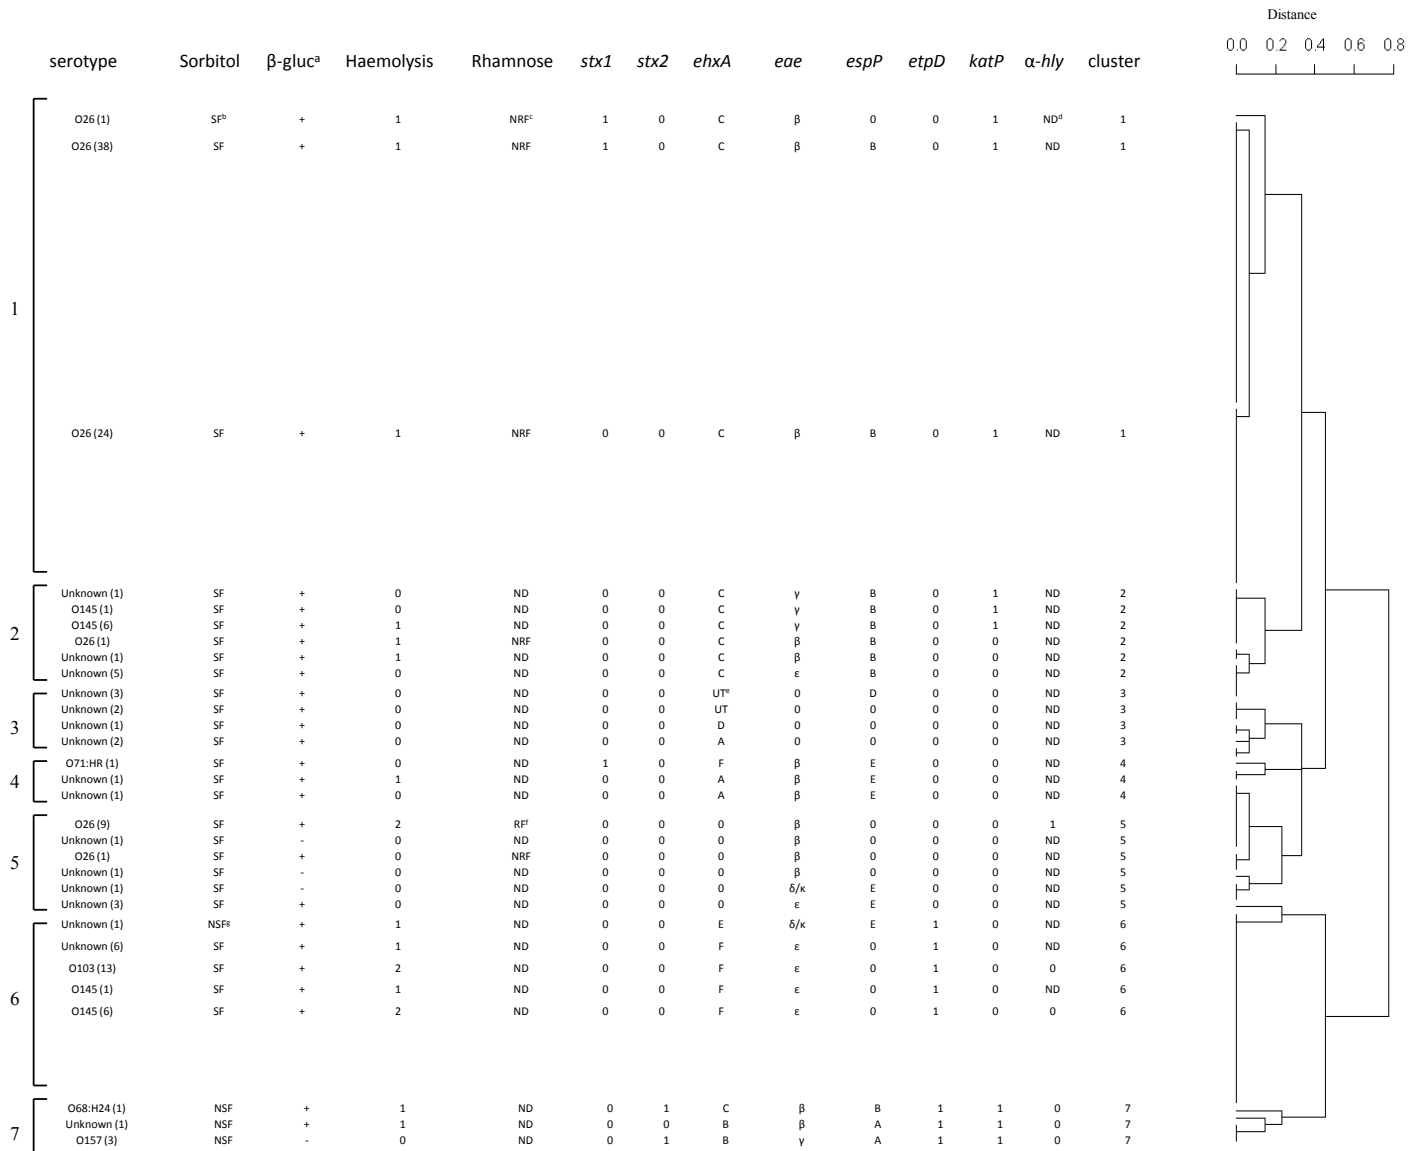 Distance
0.0 0.2 0.4 0.6 0.8
serotype Sorbitol β-glucᵃ Haemolysis Rhamnose stx1 stx2 ehxA eae espP etpD katP α-hly cluster
O26 (1) SFᵇ + 1 NRFᶜ 1 0 C β 0 0 1 NDᵈ 1
O26 (38) SF + 1 NRF 1 0 C β B 0 1 ND 1
1
O26 (24) SF + 1 NRF 0 0 C β B 0 1 ND 1
Unknown (1) SF + 0 ND 0 0 C γ B 0 1 ND 2
O145 (1) SF + 0 ND 0 0 C γ B 0 1 ND 2
O145 (6) SF + 1 ND 0 0 C γ B 0 1 ND 2
2
O26 (1) SF + 1 NRF 0 0 C β B 0 0 ND 2
Unknown (1) SF + 1 ND 0 0 C β B 0 0 ND 2
Unknown (5) SF + 0 ND 0 0 C ε B 0 0 ND 2
Unknown (3) SF + 0 ND 0 0 UTᵉ 0 D 0 0 ND 3
Unknown (2) SF + 0 ND 0 0 UT 0 0 0 0 ND 3
3
Unknown (1) SF + 0 ND 0 0 D 0 0 0 0 ND 3
Unknown (2) SF + 0 ND 0 0 A 0 0 0 0 ND 3
O71:HR (1) SF + 0 ND 1 0 F β E 0 0 ND 4
4
Unknown (1) SF + 1 ND 0 0 A β E 0 0 ND 4
Unknown (1) SF + 0 ND 0 0 A β E 0 0 ND 4
O26 (9) SF + 2 RFᶠ 0 0 0 β 0 0 0 1 5
Unknown (1) SF - 0 ND 0 0 0 β 0 0 0 ND 5
5
O26 (1) SF + 0 NRF 0 0 0 β 0 0 0 ND 5
Unknown (1) SF - 0 ND 0 0 0 β 0 0 0 ND 5
Unknown (1) SF - 0 ND 0 0 0 δ/κ E 0 0 ND 5
Unknown (3) SF + 0 ND 0 0 0 ε E 0 0 ND 5
Unknown (1) NSFᵍ + 1 ND 0 0 E δ/κ E 1 0 ND 6
Unknown (6) SF + 1 ND 0 0 F ε 0 1 0 ND 6
O103 (13) SF + 2 ND 0 0 F ε 0 1 0 0 6
O145 (1) SF + 1 ND 0 0 F ε 0 1 0 ND 6
6
O145 (6) SF + 2 ND 0 0 F ε 0 1 0 0 6
O68:H24 (1) NSF + 1 ND 0 1 C β B 1 1 0 7
Unknown (1) NSF + 1 ND 0 0 B β A 1 1 0 7
7
O157 (3) NSF - 0 ND 0 1 B γ A 1 1 0 7